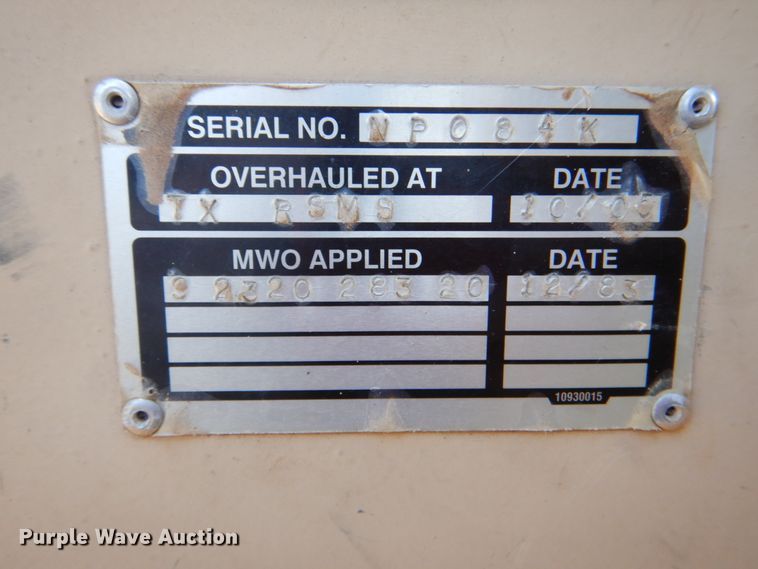 SERIAL NO. NP084K
OVERHAULED AT DATE
TX RSMS 10/05
MWO APPLIED DATE
9 2320 283 20 12/83
10930015
Purple Wave Auction